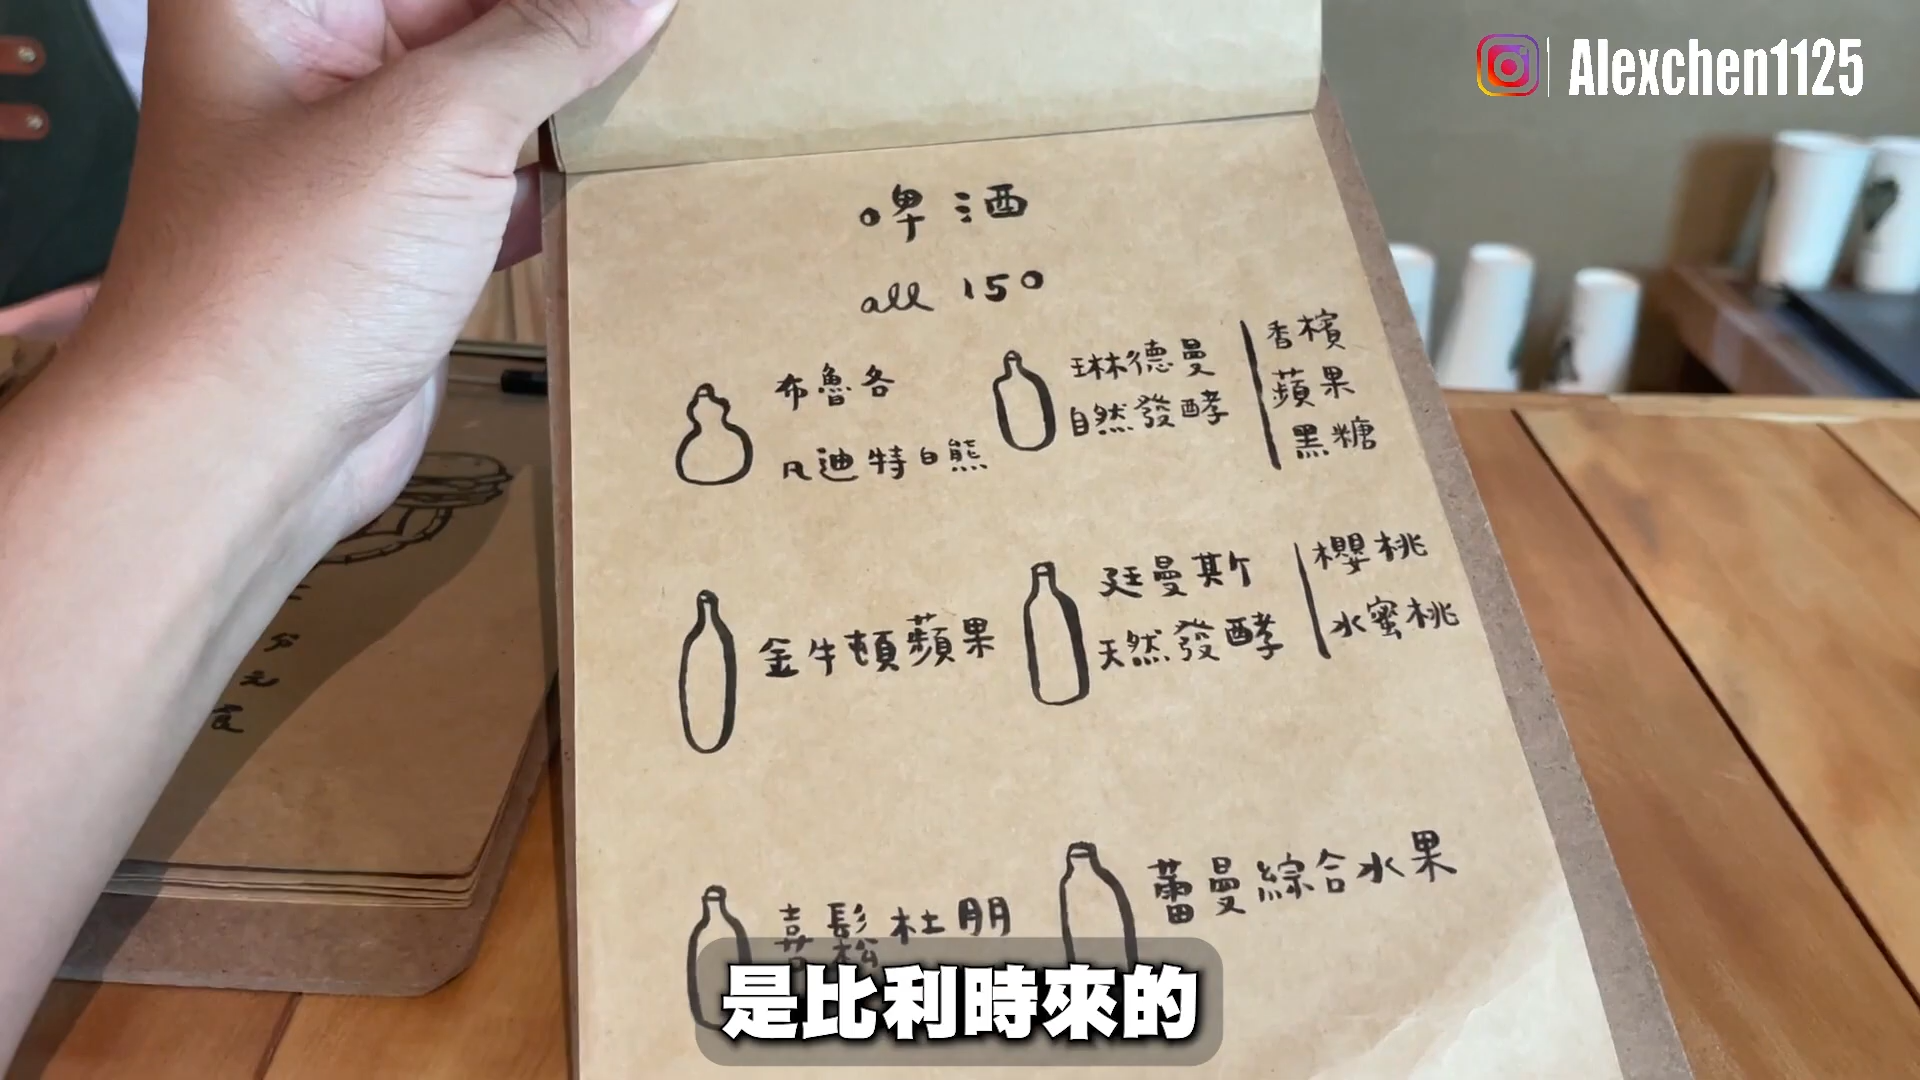 Alexchen1125
啤酒
all 150
布魯各
凡迪特白熊
琳德曼
自然發酵
香檳
蘋果
黑糖
金牛頓蘋果
廷曼斯
天然發酵
櫻桃
水蜜桃
喜鬆杜朋
蕾曼綜合水果
是比利時來的